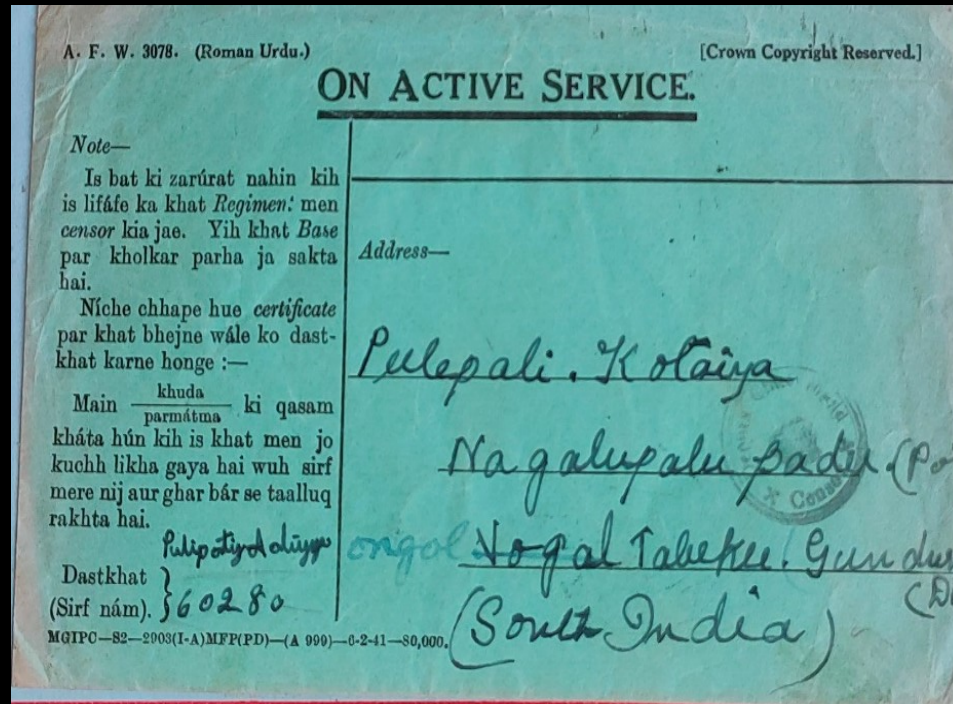 A. F. W. 3078. (Roman Urdu.)
[Crown Copyright Reserved.]
ON ACTIVE SERVICE.
Note—
Is bat ki zarúrat nahin kih
is lifáfe ka khat Regimen: men
censor kia jae. Yih khat Base
par kholkar parha ja sakta
hai.
Níche chhape hue certificate
par khat bhejne wále ko dast-
khat karne honge :—
Main khuda/parmátma ki qasam
kháta hún kih is khat men jo
kuchh likha gaya hai wuh sirf
mere nij aur ghar bár se taalluq
rakhta hai.
Dastkhat
(Sirf nám). } 60280
MGIPC—S2—2903(I-A)MFP(PD)—(A 999)—6-2-41—80,000.
Address—
Pulepali. Kotaiya
Nagalupalu padu. (Po
ongol Vogal Taluku. Gundur
(D
(South India)